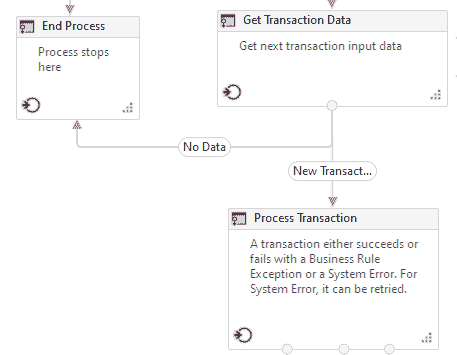 End Process
Process stops
here
Get Transaction Data
Get next transaction input data
No Data
New Transact...
Process Transaction
A transaction either succeeds or
fails with a Business Rule
Exception or a System Error. For
System Error, it can be retried.